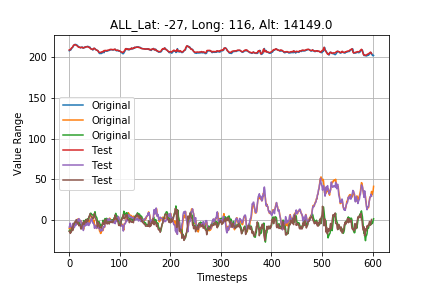 ALL_Lat: -27, Long: 116, Alt: 14149.0
Value Range
200
150
100
50
0
Original
Original
Original
Test
Test
Test
0
100
200
300
400
500
600
Timesteps